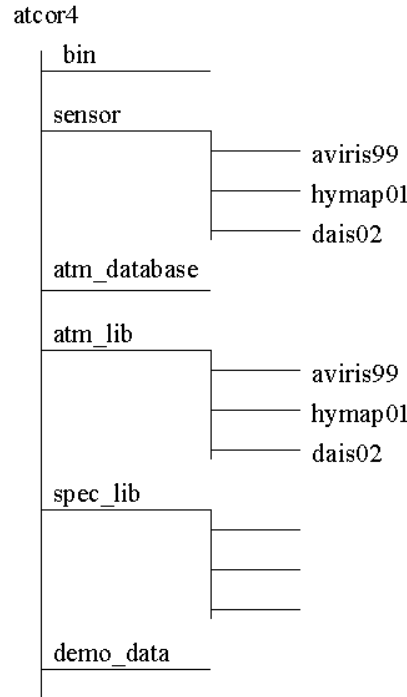 atcor4
bin
sensor
aviris99
hymap01
dais02
atm_database
atm_lib
aviris99
hymap01
dais02
spec_lib
demo_data